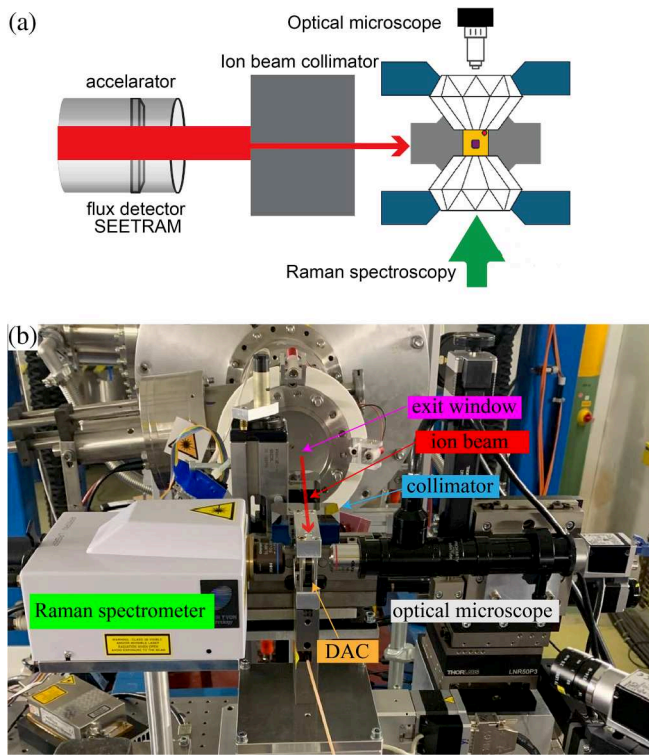 (a)
Optical microscope
Ion beam collimator
accelarator
flux detector
SEETRAM
Raman spectroscopy
(b)
exit window
ion beam
collimator
Raman spectrometer
optical microscope
DAC
THORLABS
LNR50P3